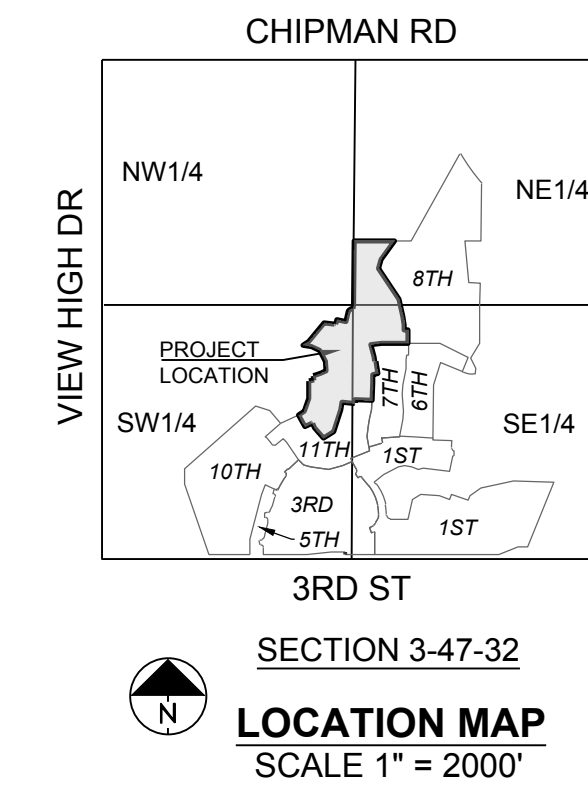 CHIPMAN RD
NW1/4
NE1/4
VIEW HIGH DR
8TH
PROJECT
LOCATION
7TH
6TH
SW1/4
SE1/4
11TH
1ST
10TH
3RD
1ST
5TH
3RD ST
SECTION 3-47-32
N
LOCATION MAP
SCALE 1" = 2000'